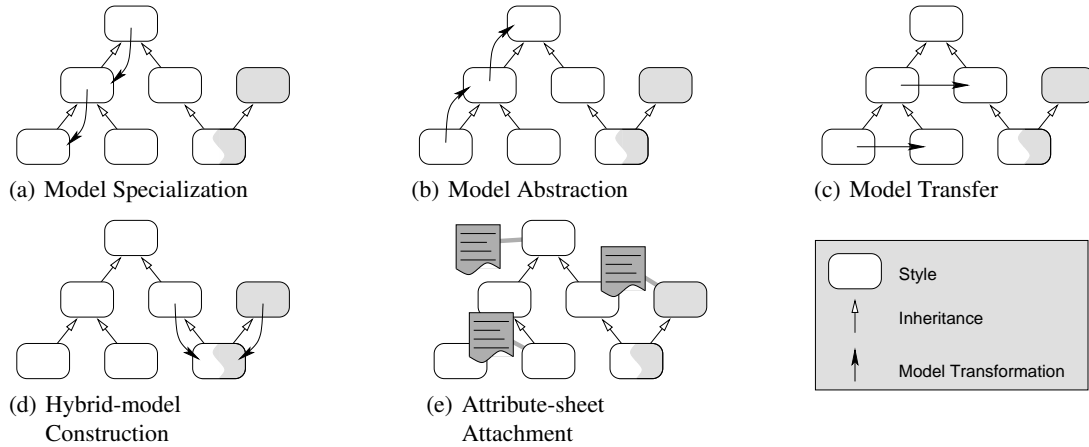 (a) Model Specialization
(b) Model Abstraction
(c) Model Transfer
(d) Hybrid-model
Construction
(e) Attribute-sheet
Attachment
Style
Inheritance
Model Transformation